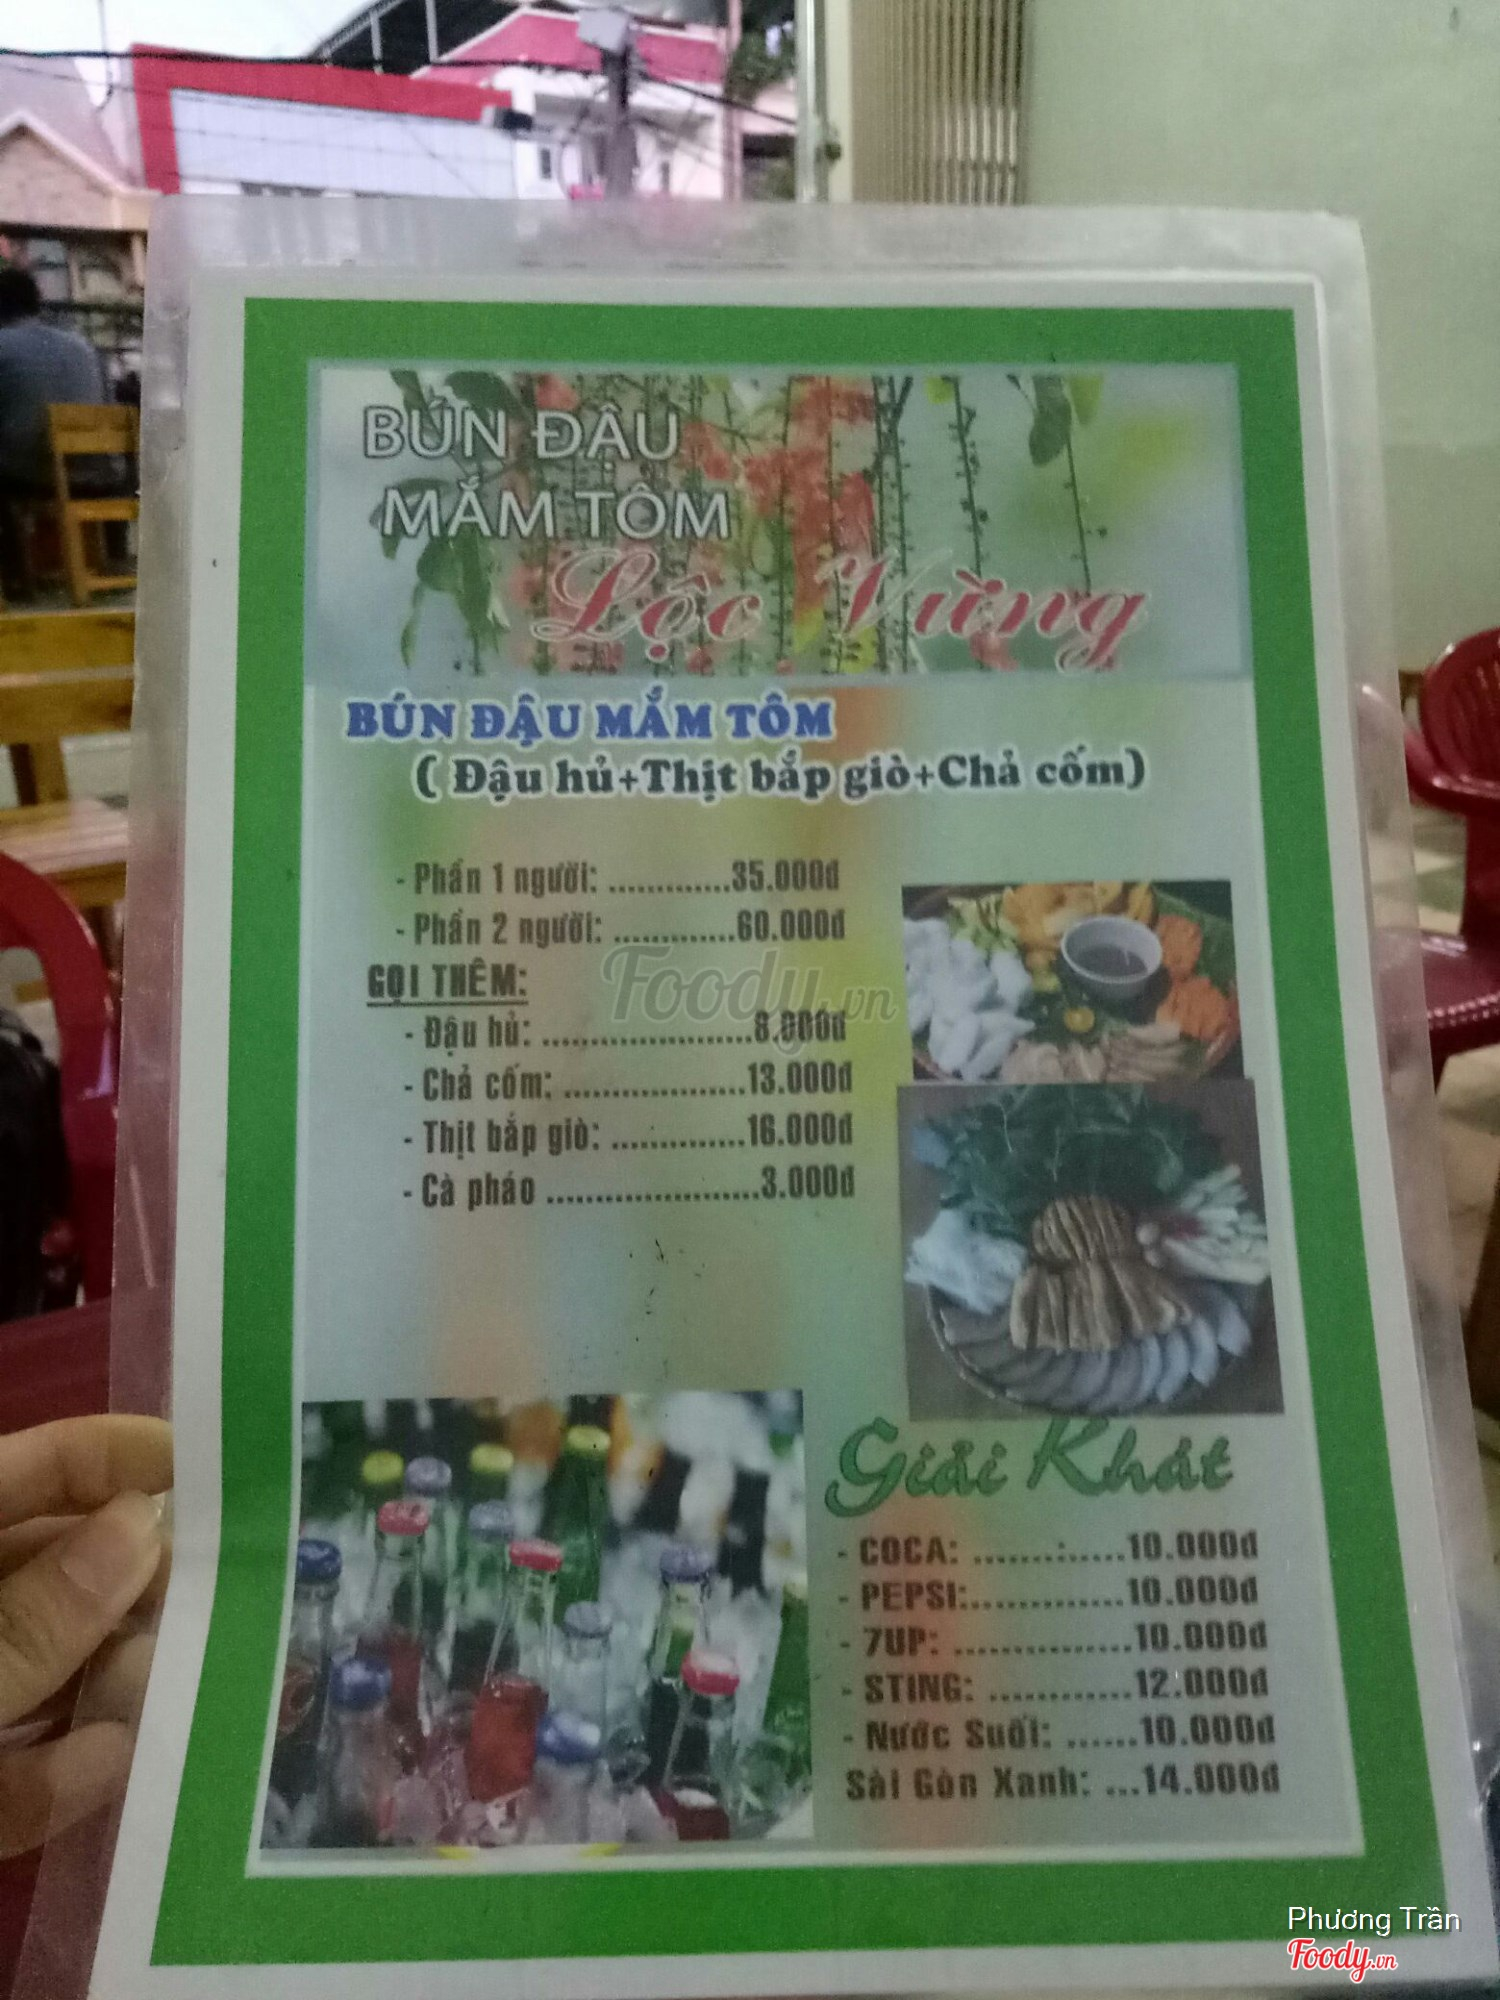 BÚN ĐẬU
MẮM TÔM
Lộc Vừng
BÚN ĐẬU MẮM TÔM
( Đậu hủ+Thịt bắp giò+Chả cốm)
- Phần 1 người: .............35.000đ
- Phần 2 người: .............60.000đ
GỌI THÊM:
- Đậu hủ: ......................8.000đ
- Chả cốm: ...................13.000đ
- Thịt bắp giò: ..............16.000đ
- Cà pháo ......................3.000đ
Foody.vn
Giải Khát
- COCA: ................10.000đ
- PEPSI:................10.000đ
- 7UP: ..................10.000đ
- STING: ...............12.000đ
- Nước Suối: .......10.000đ
Sài Gòn Xanh: ...14.000đ
Phương Trần
Foody.vn